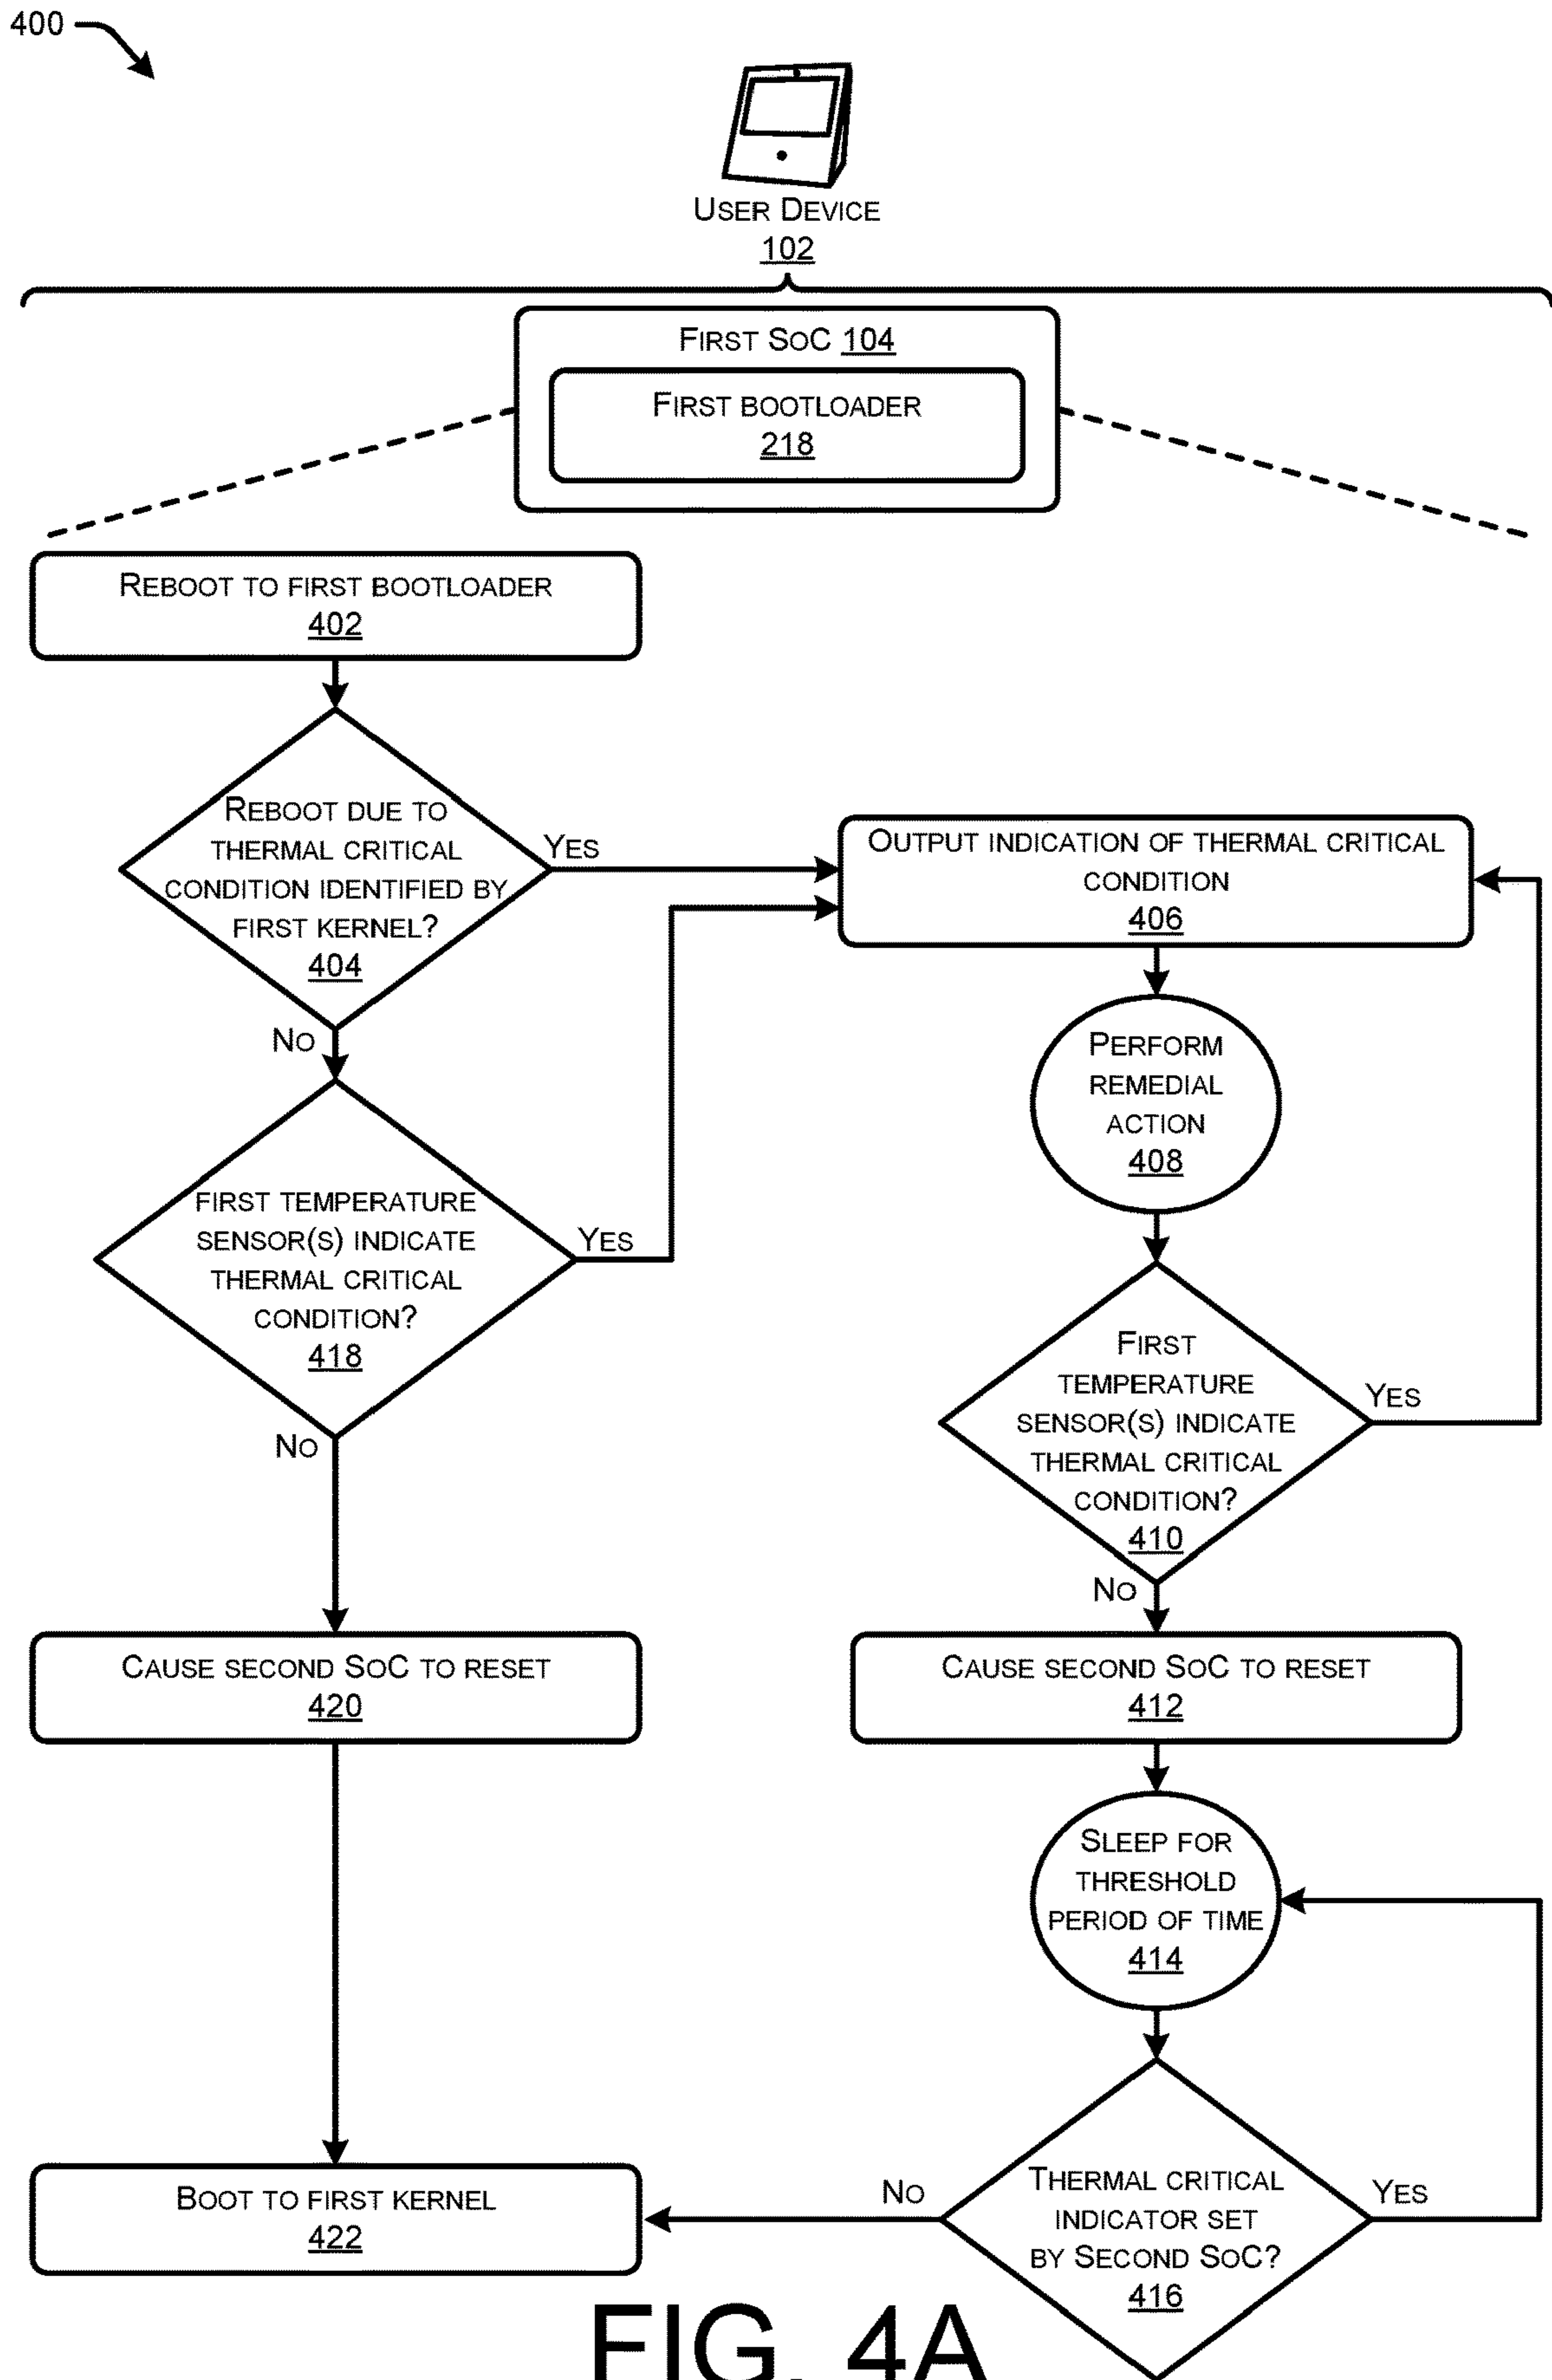 400
USER DEVICE
102
FIRST SOC 104
FIRST BOOTLOADER
218
REBOOT TO FIRST BOOTLOADER
402
REBOOT DUE TO
THERMAL CRITICAL
CONDITION IDENTIFIED BY
FIRST KERNEL?
404
YES
NO
OUTPUT INDICATION OF THERMAL CRITICAL
CONDITION
406
PERFORM
REMEDIAL
ACTION
408
FIRST TEMPERATURE
SENSOR(S) INDICATE
THERMAL CRITICAL
CONDITION?
418
YES
NO
FIRST
TEMPERATURE
SENSOR(S) INDICATE
THERMAL CRITICAL
CONDITION?
410
YES
NO
CAUSE SECOND SOC TO RESET
420
CAUSE SECOND SOC TO RESET
412
SLEEP FOR
THRESHOLD
PERIOD OF TIME
414
BOOT TO FIRST KERNEL
422
NO
THERMAL CRITICAL
INDICATOR SET
BY SECOND SOC?
416
YES
FIG. 4A